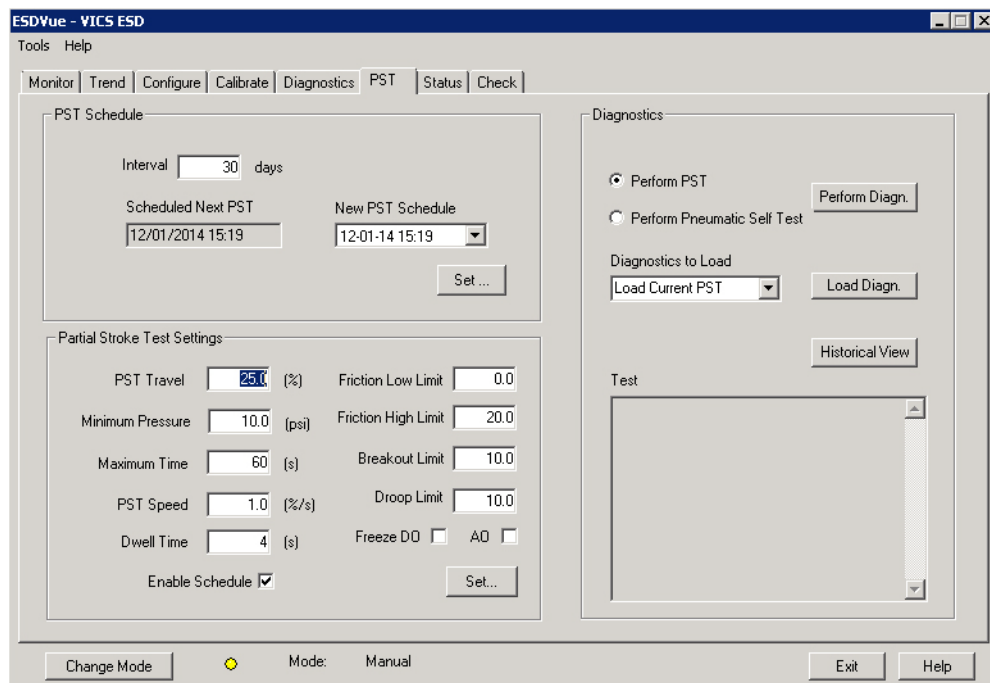 ESDVue - VICS ESD
Tools Help
Monitor Trend Configure Calibrate Diagnostics PST Status Check
PST Schedule
Interval 30 days
Scheduled Next PST
12/01/2014 15:19
New PST Schedule
12-01-14 15:19
Set ...
Partial Stroke Test Settings
PST Travel 25.0 (%)
Minimum Pressure 10.0 (psi)
Maximum Time 60 (s)
PST Speed 1.0 (%/s)
Dwell Time 4 (s)
Enable Schedule
Friction Low Limit 0.0
Friction High Limit 20.0
Breakout Limit 10.0
Droop Limit 10.0
Freeze DO AO
Set...
Diagnostics
Perform PST
Perform Pneumatic Self Test
Perform Diagn.
Diagnostics to Load
Load Current PST
Load Diagn.
Historical View
Test
Change Mode
Mode: Manual
Exit
Help